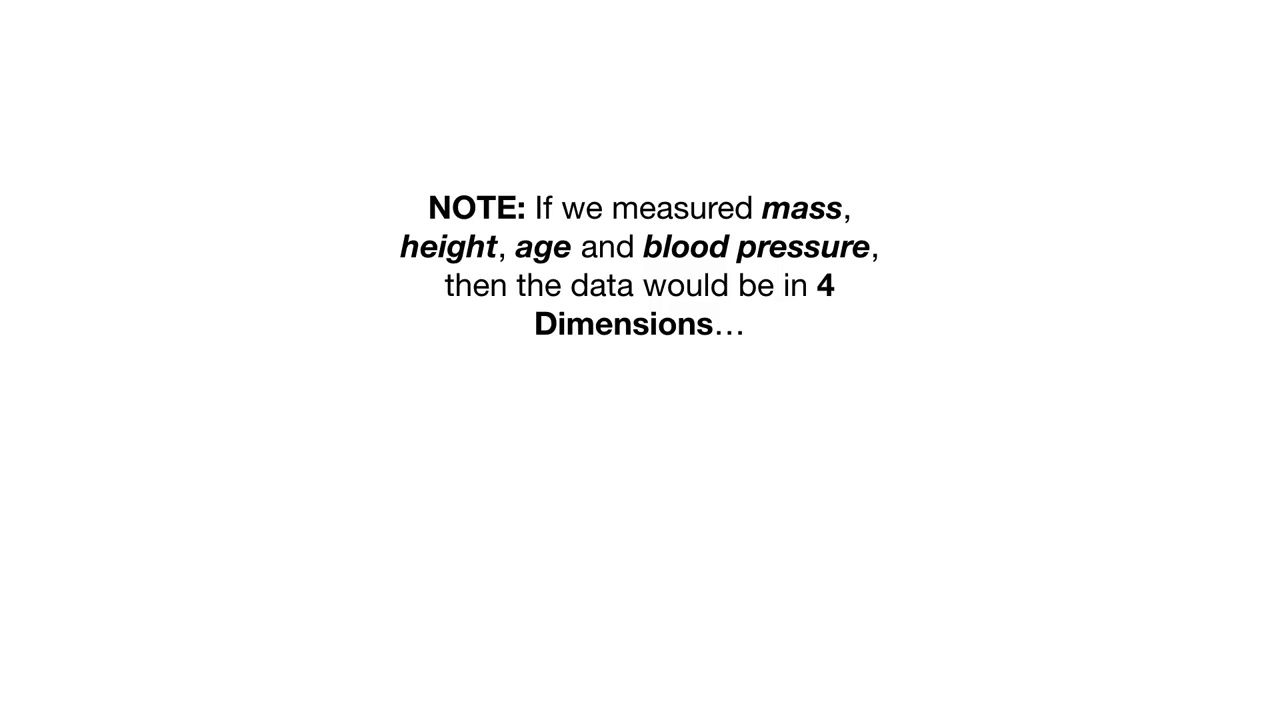 NOTE: If we measured mass,
height, age and blood pressure,
then the data would be in 4
Dimensions…